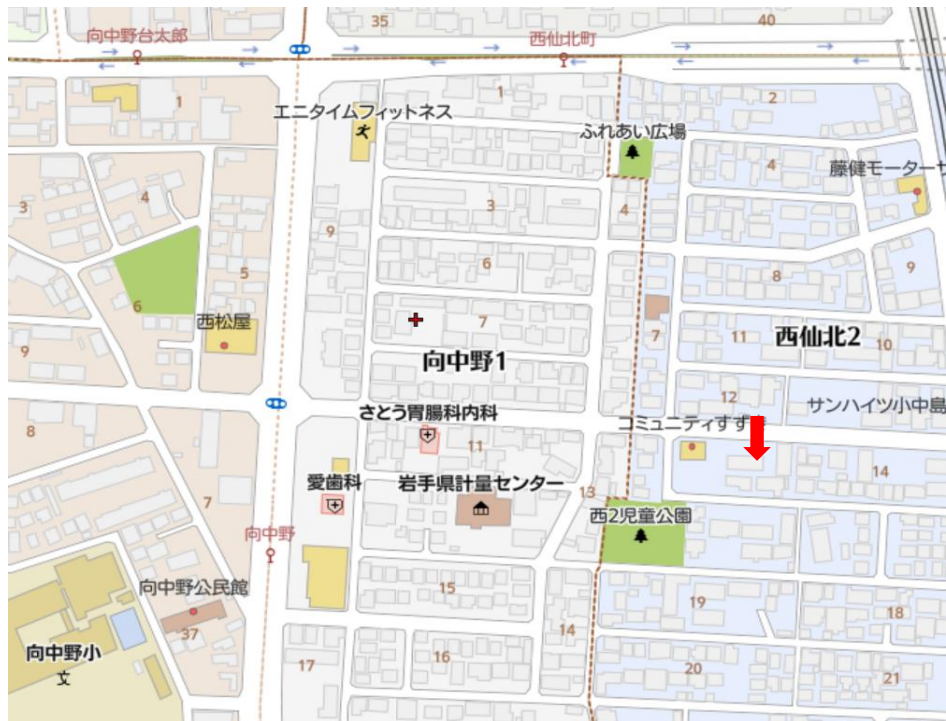 35
40
向中野台太郎
西仙北町
1
1
2
エニタイムフィットネス
ふれあい広場
4
藤健モーターサ
4
3
3
4
9
5
6
8
9
6
西松屋
7
7
11
西仙北2
10
9
向中野1
12
サンハイツ小中島
さとう胃腸科内科
コミュニティすず
8
11
14
愛歯科
岩手県計量センター
13
7
西2児童公園
向中野
向中野公民館
15
19
18
37
向中野小
文
17
16
14
20
21